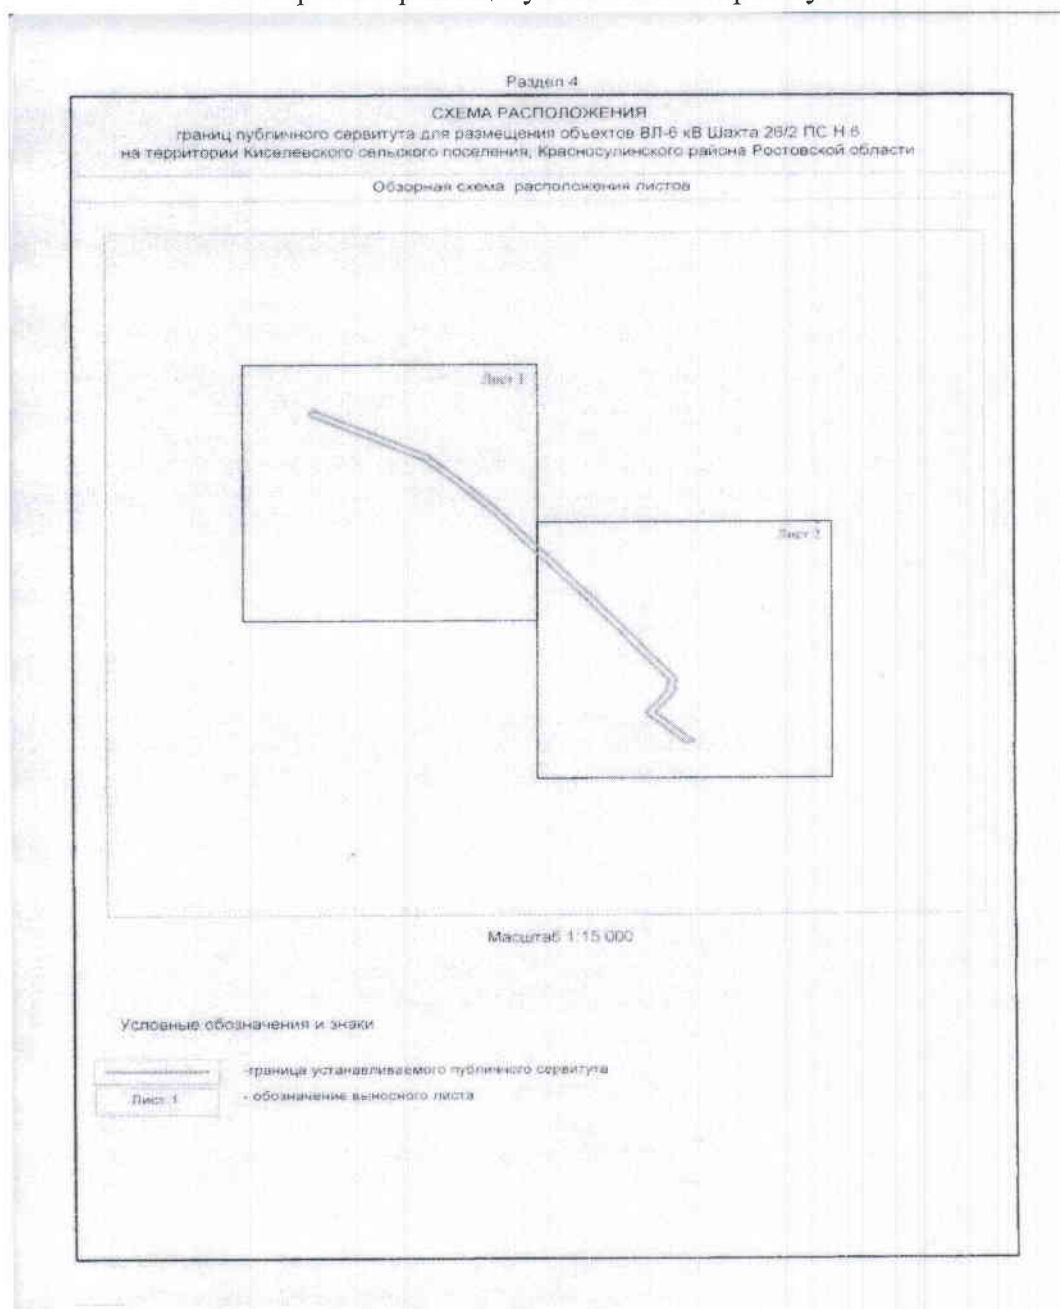 Раздел 4
СХЕМА РАСПОЛОЖЕНИЯ
границ публичного сервитута для размещения объектов ВЛ-6 кВ Шахта 26/2 ПС Н 6
на территории Киселевского сельского поселения, Красносулинского района Ростовской области
Обзорная схема расположения листов
Лист 1
Лист 2
Масштаб 1:15 000
Условные обозначения и знаки
-граница устанавливаемого публичного сервитута
Лист 1
- обозначение выносного листа